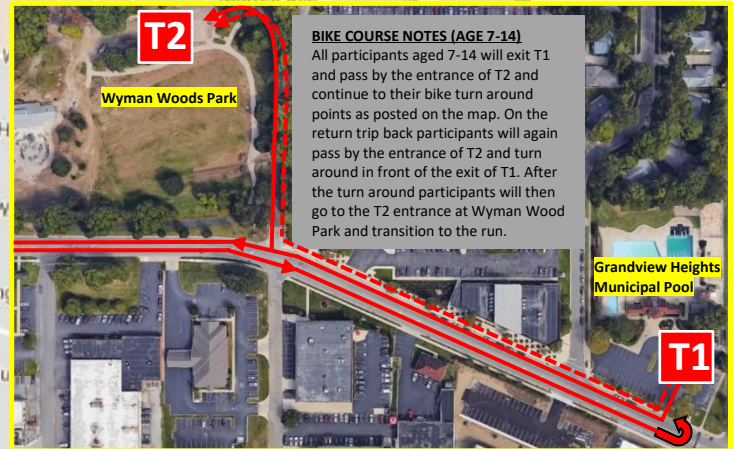 T2
Wyman Woods Park
BIKE COURSE NOTES (AGE 7-14)
All participants aged 7-14 will exit T1
and pass by the entrance of T2 and
continue to their bike turn around
points as posted on the map. On the
return trip back participants will again
pass by the entrance of T2 and turn
around in front of the exit of T1. After
the turn around participants will then
go to the T2 entrance at Wyman Wood
Park and transition to the run.
Grandview Heights
Municipal Pool
T1